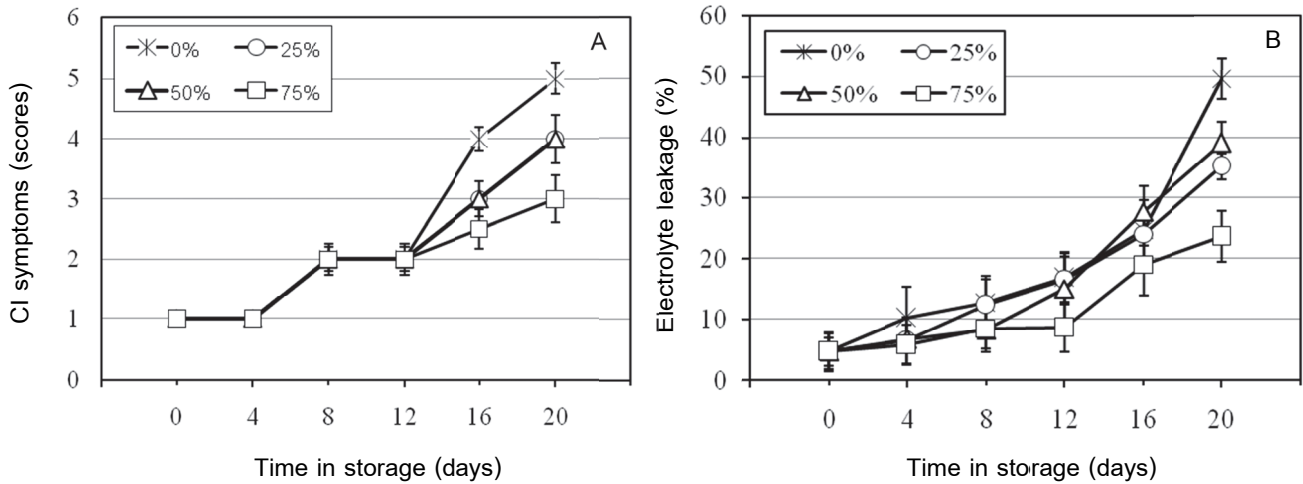 A
0% 25%
50% 75%
CI symptoms (scores)
6
5
4
3
2
1
0
0 4 8 12 16 20
Time in storage (days)
B
0% 25%
50% 75%
Electrolyte leakage (%)
60
50
40
30
20
10
0
0 4 8 12 16 20
Time in storage (days)